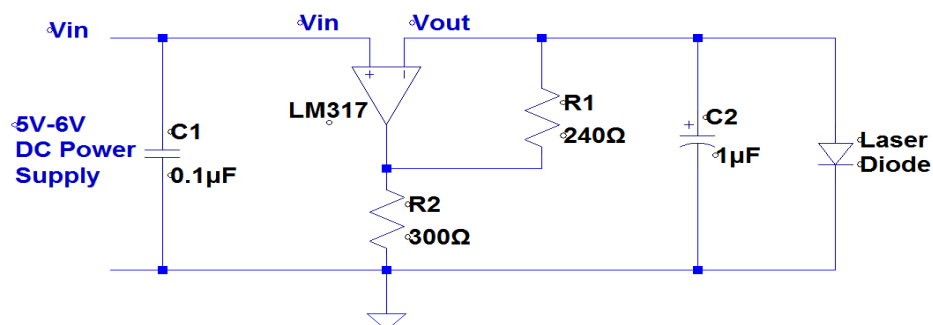 Vin
Vin
Vout
5V-6V
DC Power
Supply
C1
0.1µF
+
LM317
R1
240Ω
R2
300Ω
+
C2
1µF
Laser
Diode